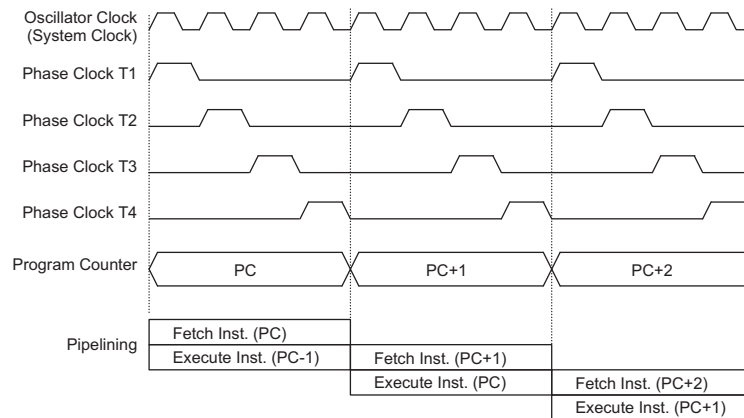 Oscillator Clock
(System Clock)
Phase Clock T1
Phase Clock T2
Phase Clock T3
Phase Clock T4
Program Counter
PC
PC+1
PC+2
Pipelining
Fetch Inst. (PC)
Execute Inst. (PC-1)
Fetch Inst. (PC+1)
Execute Inst. (PC)
Fetch Inst. (PC+2)
Execute Inst. (PC+1)